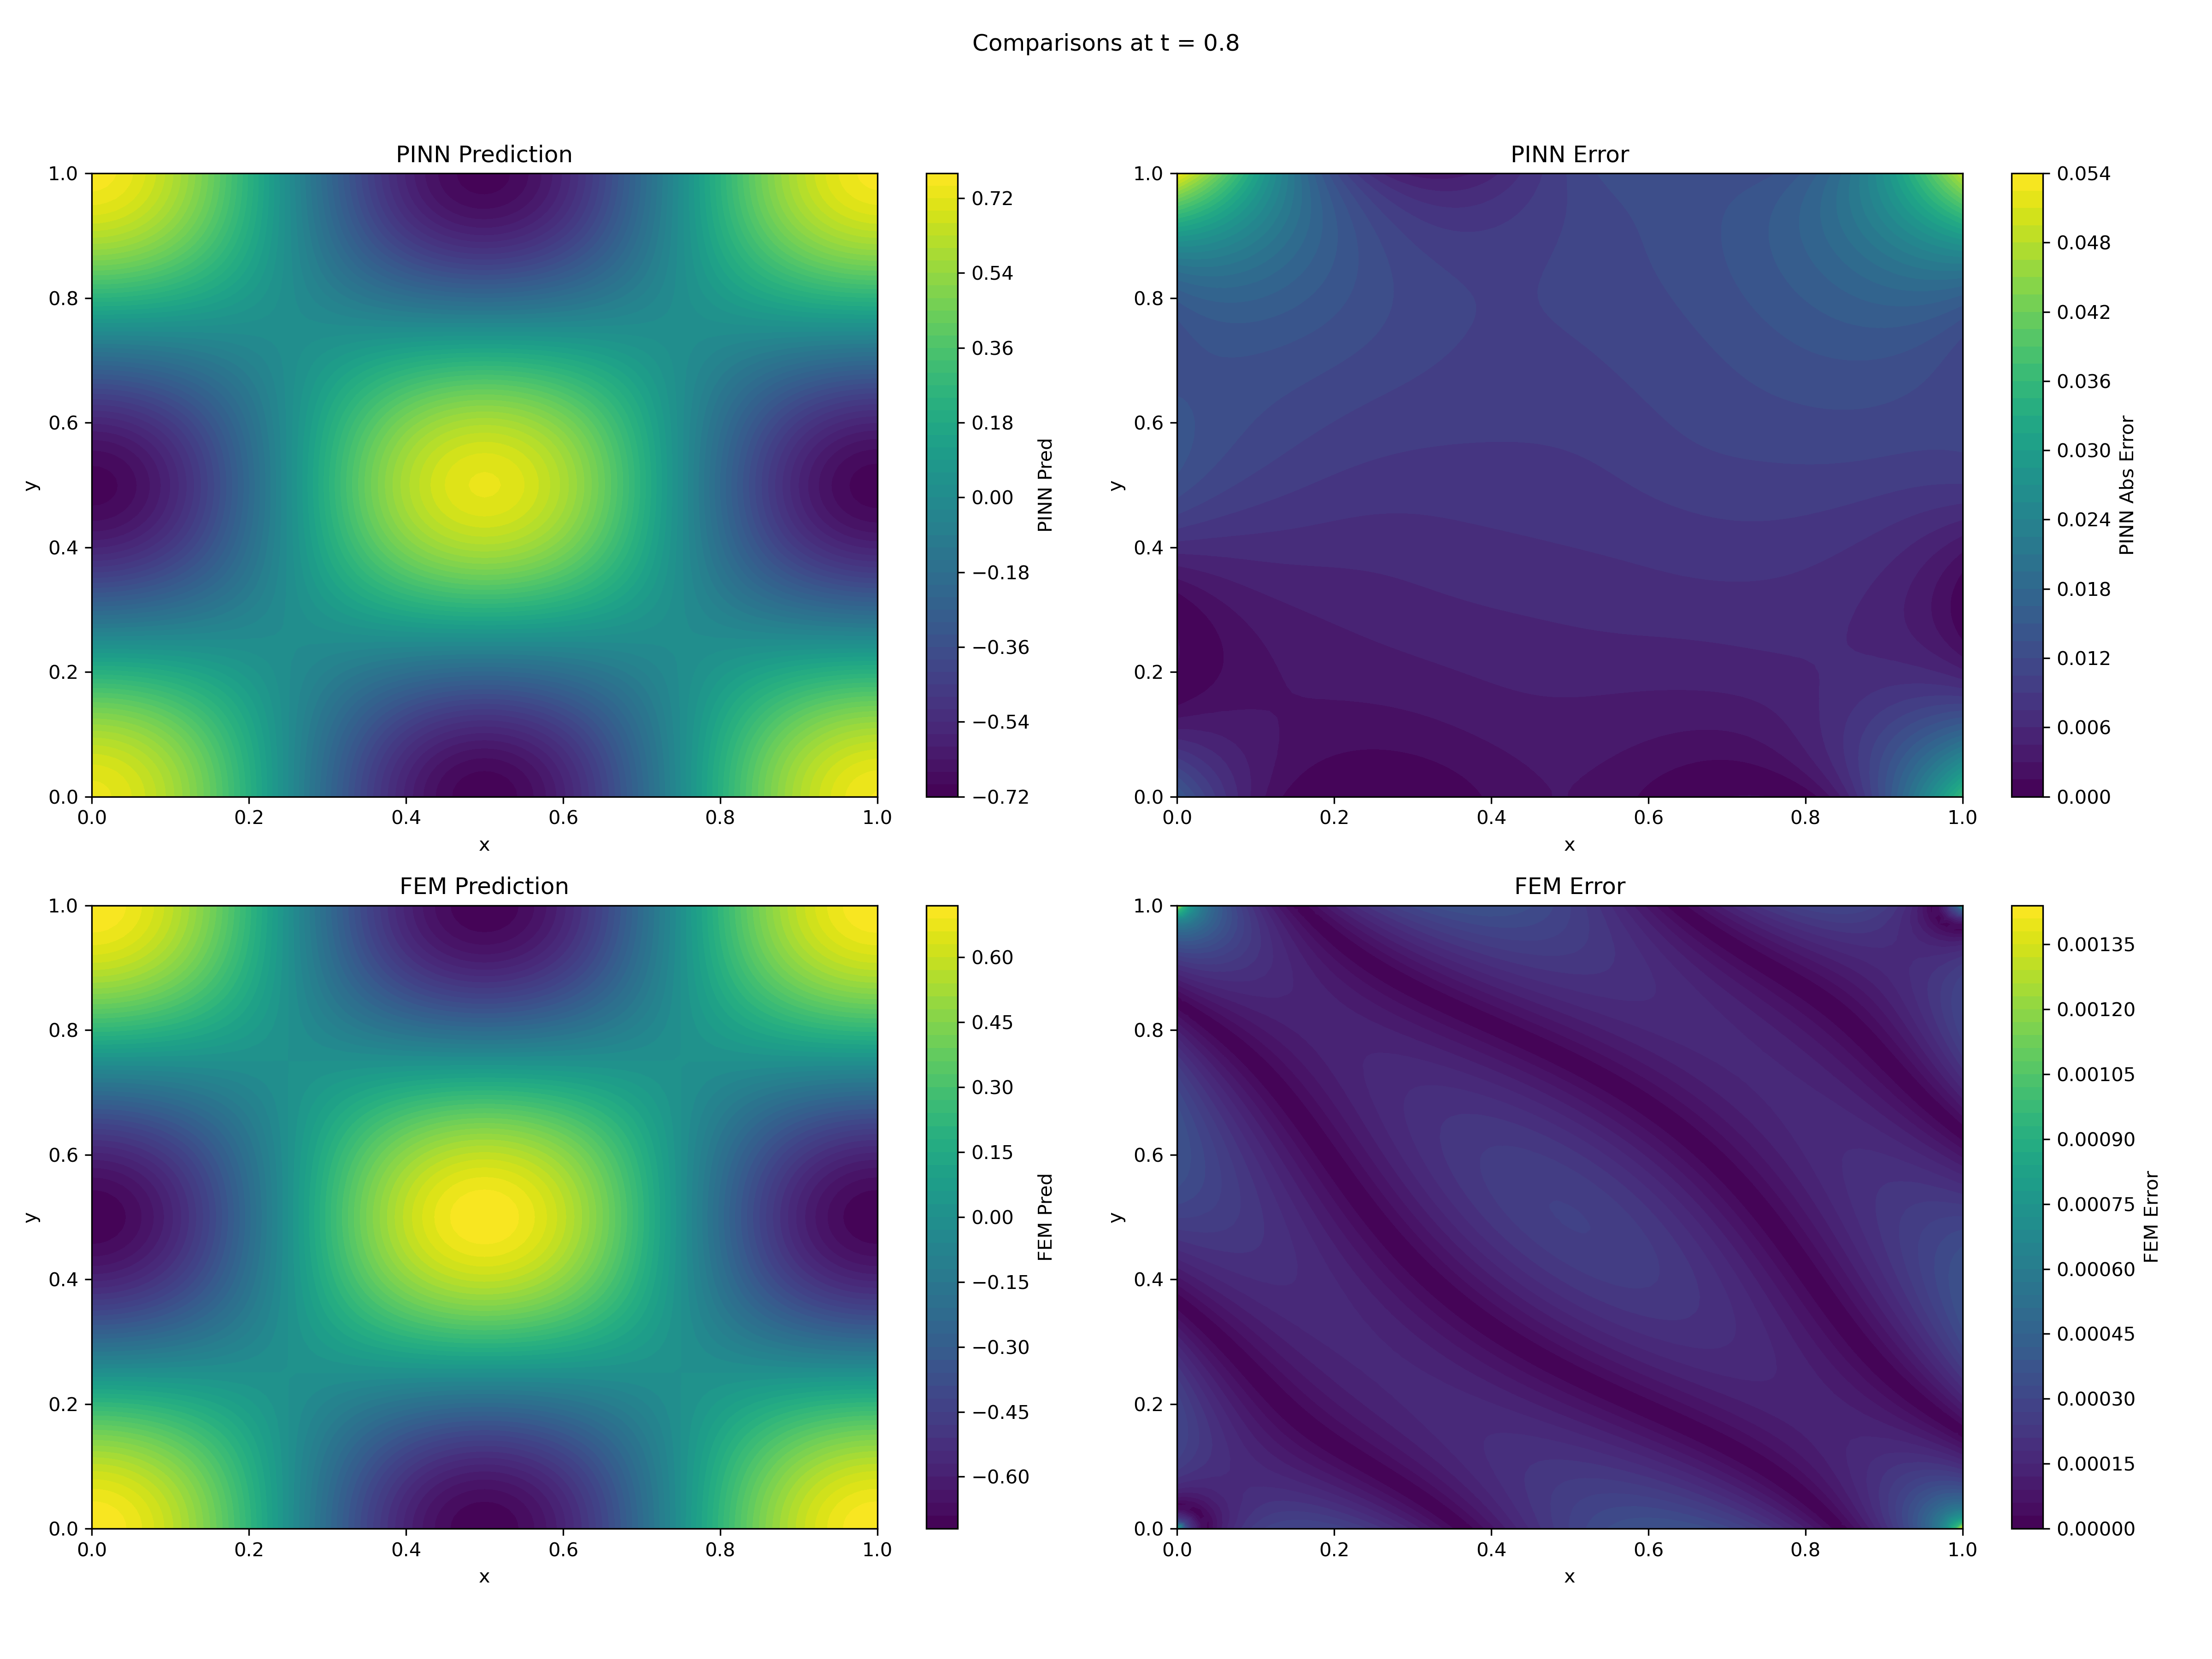 Comparisons at t = 0.8
PINN Prediction
1.0
0.8
0.6
0.4
0.2
0.0
y
0.0 0.2 0.4 0.6 0.8 1.0
x
0.72
0.54
0.36
0.18
0.00
−0.18
−0.36
−0.54
−0.72
PINN Pred
PINN Error
1.0
0.8
0.6
0.4
0.2
0.0
y
0.0 0.2 0.4 0.6 0.8 1.0
x
0.054
0.048
0.042
0.036
0.030
0.024
0.018
0.012
0.006
0.000
PINN Abs Error
FEM Prediction
1.0
0.8
0.6
0.4
0.2
0.0
y
0.0 0.2 0.4 0.6 0.8 1.0
x
0.60
0.45
0.30
0.15
0.00
−0.15
−0.30
−0.45
−0.60
FEM Pred
FEM Error
1.0
0.8
0.6
0.4
0.2
0.0
y
0.0 0.2 0.4 0.6 0.8 1.0
x
0.00135
0.00120
0.00105
0.00090
0.00075
0.00060
0.00045
0.00030
0.00015
0.00000
FEM Error